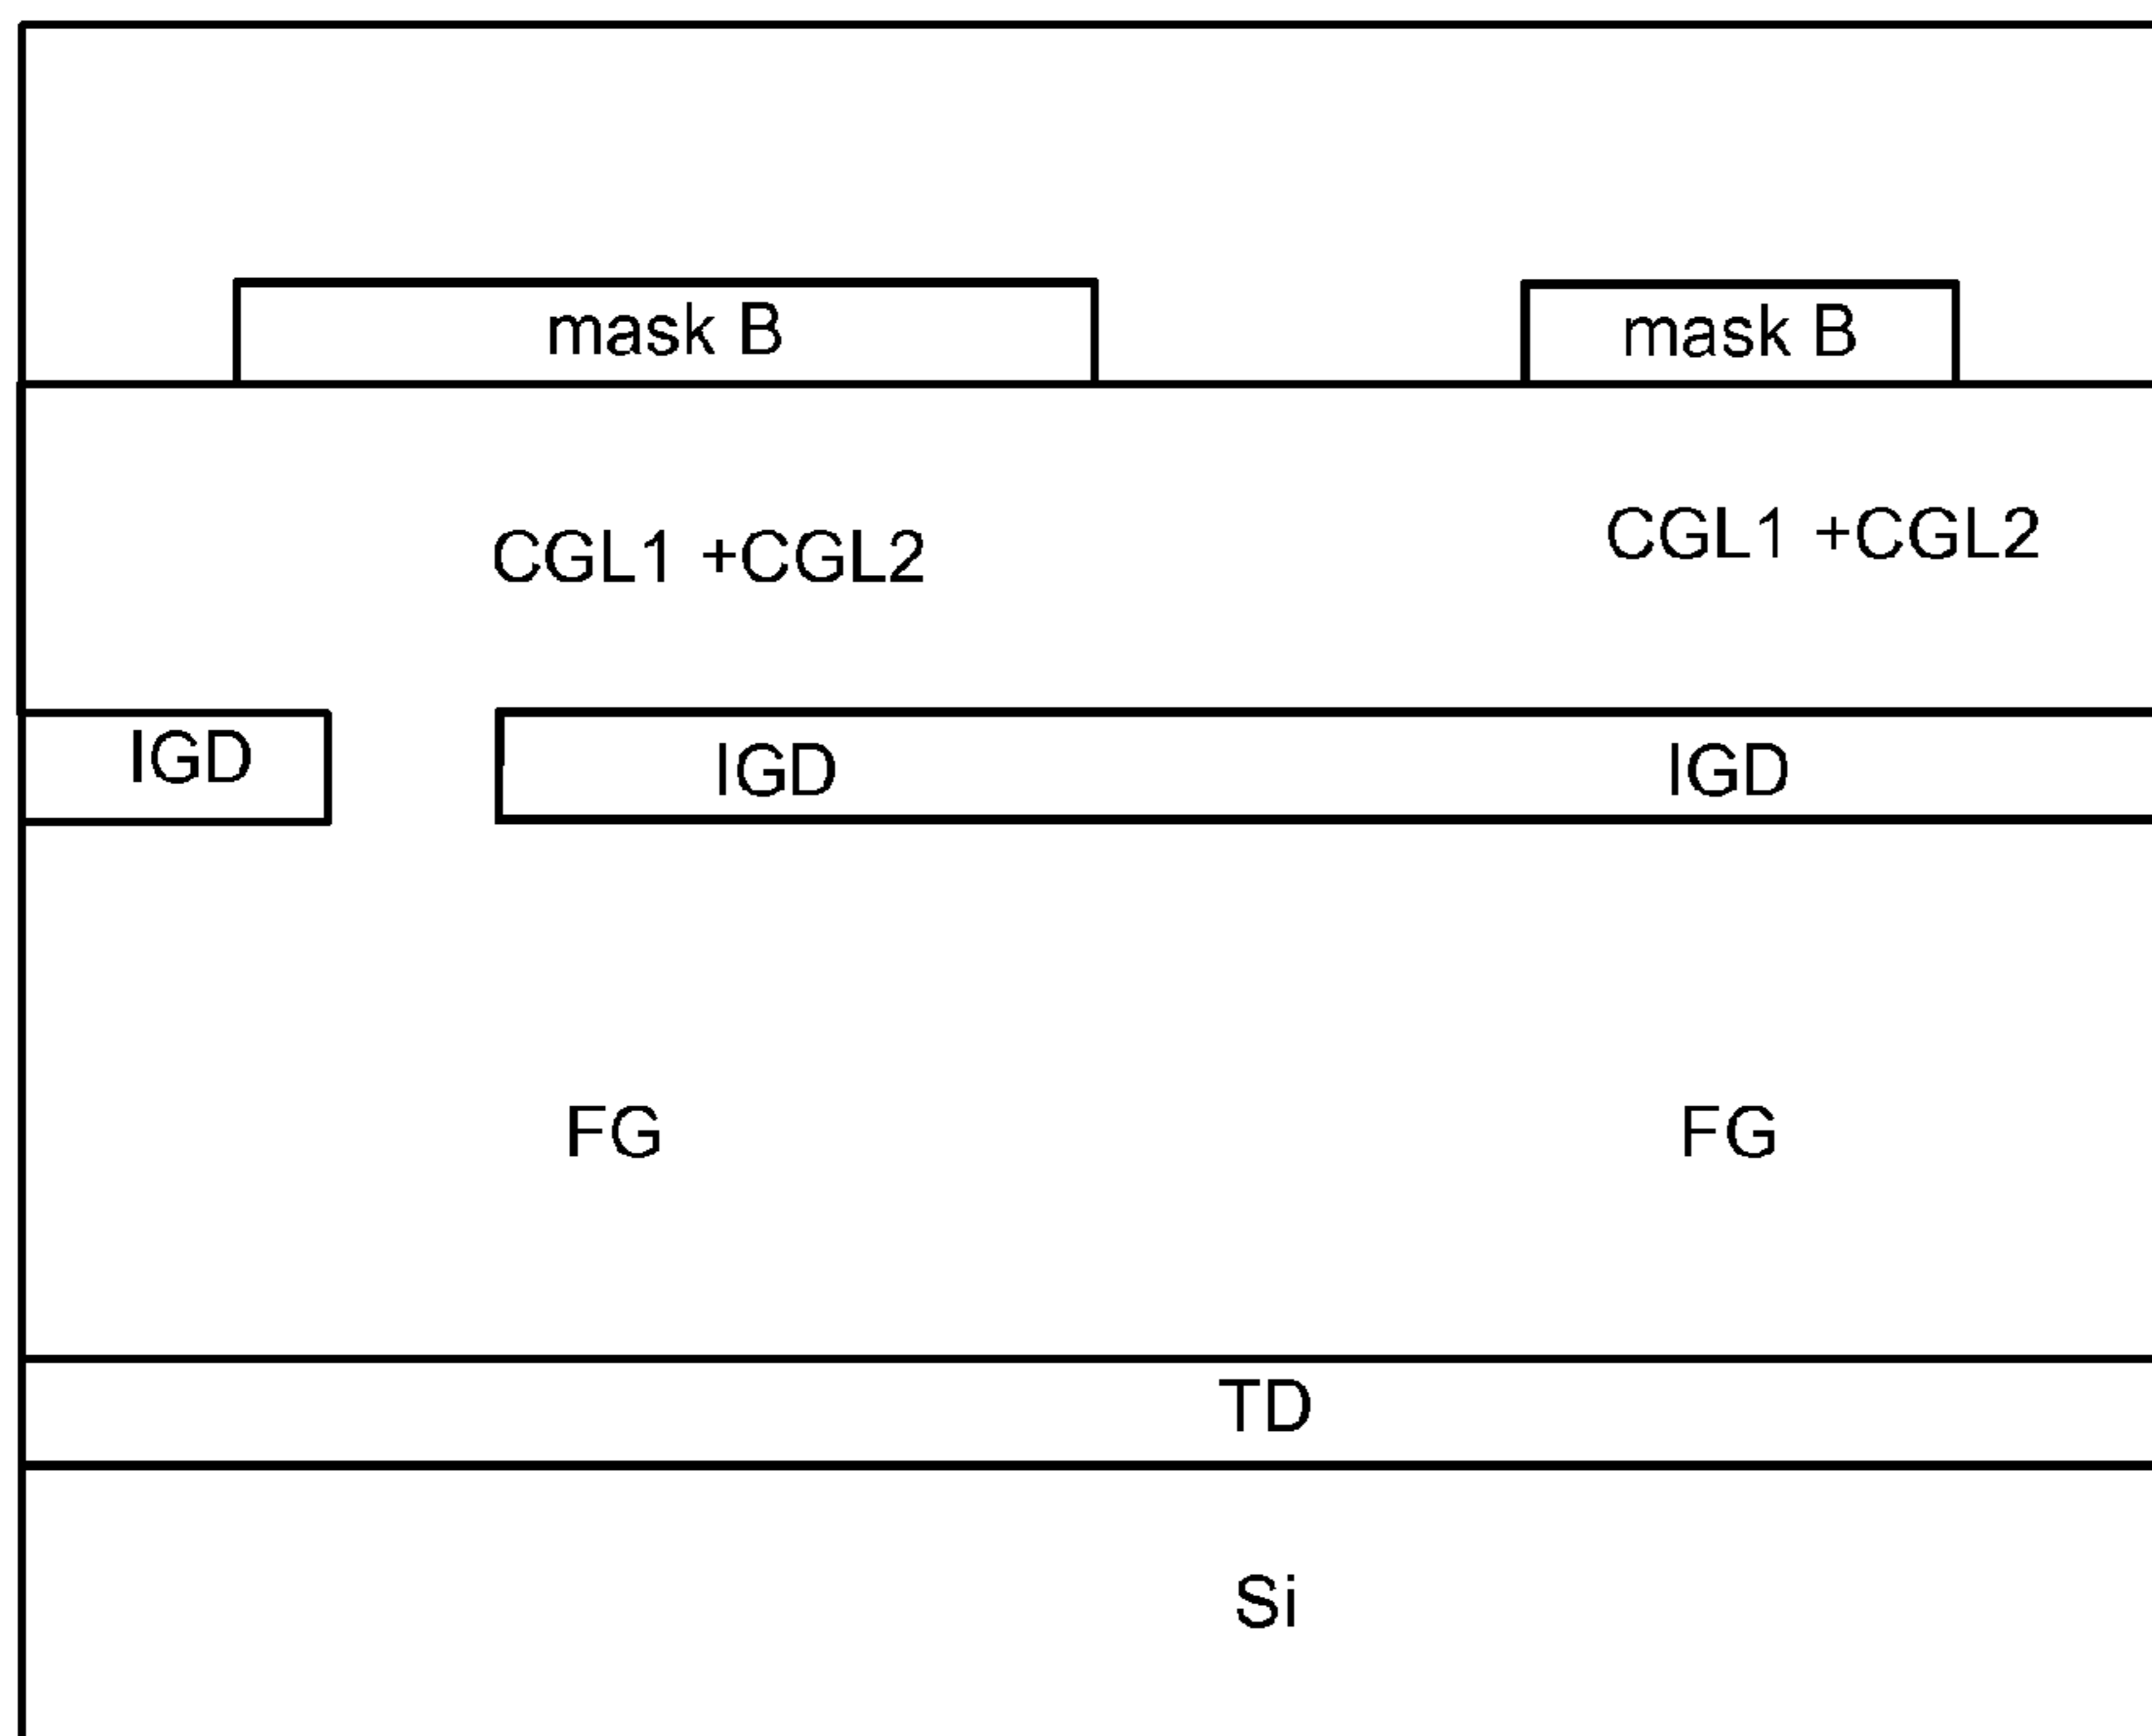 mask B
mask B
CGL1 +CGL2
CGL1 +CGL2
IGD
IGD
IGD
FG
FG
TD
Si